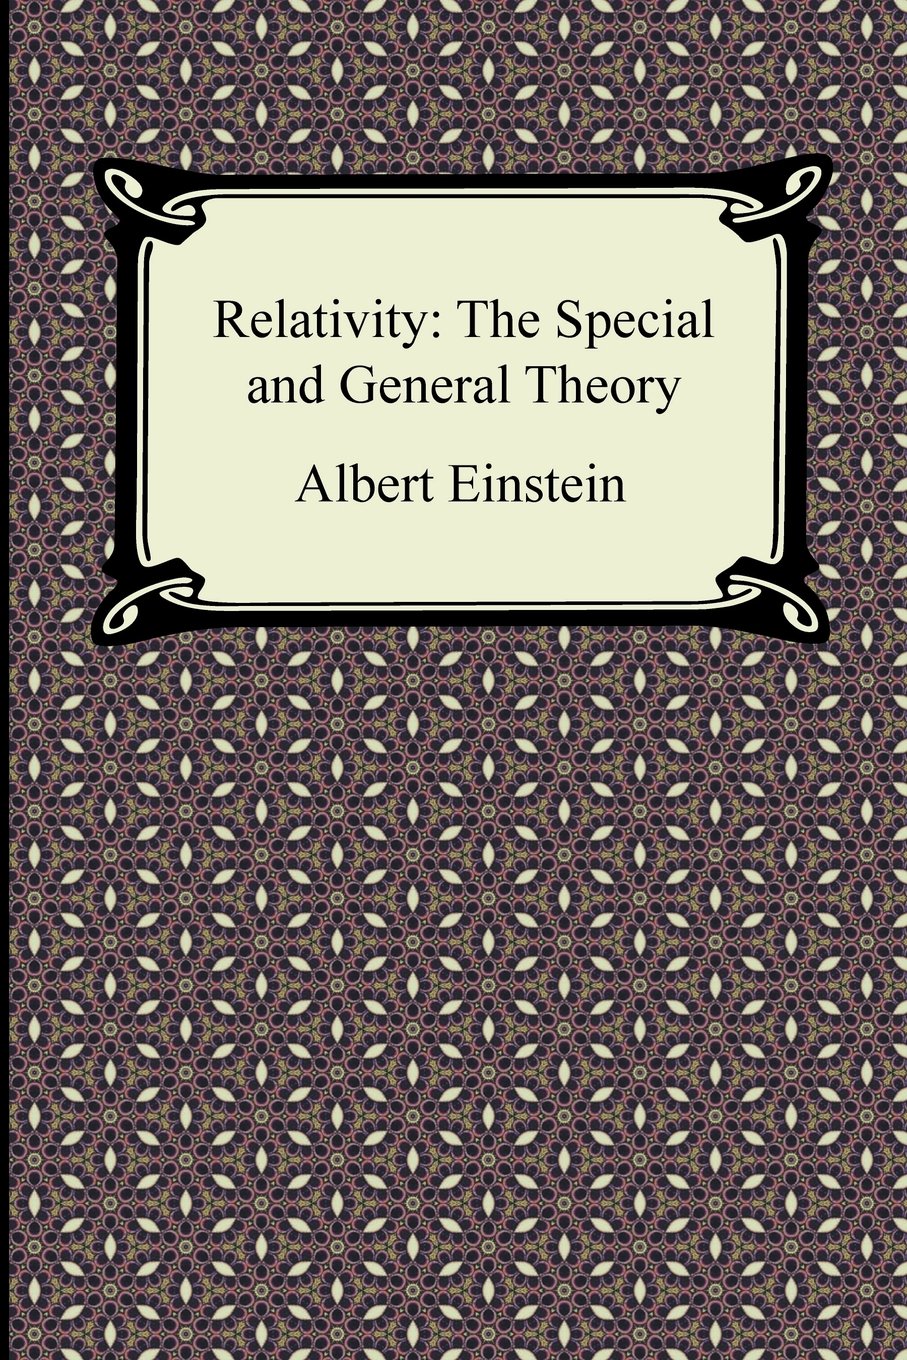 Relativity: The Special
and General Theory
Albert Einstein